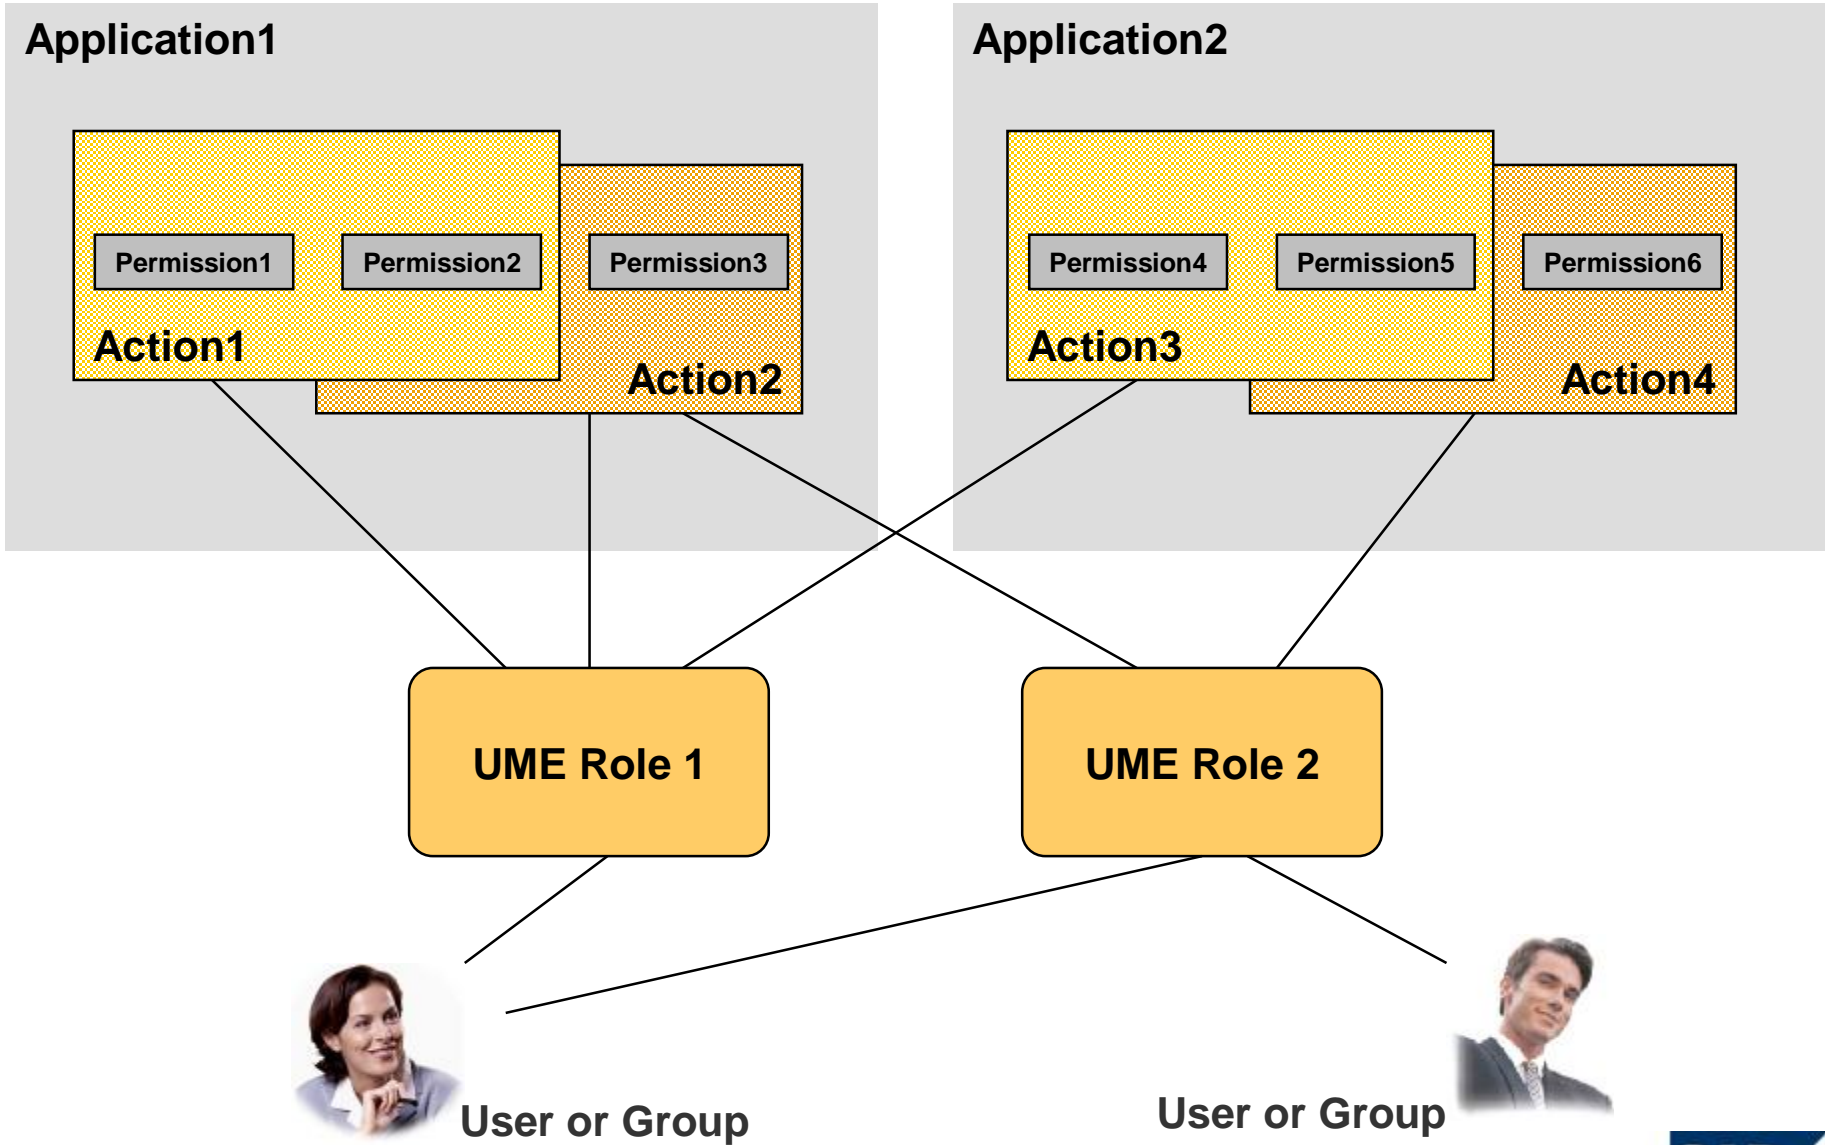 Application1
Application2
Permission1
Permission2
Permission3
Action1
Action2
Permission4
Permission5
Permission6
Action3
Action4
UME Role 1
UME Role 2
User or Group
User or Group